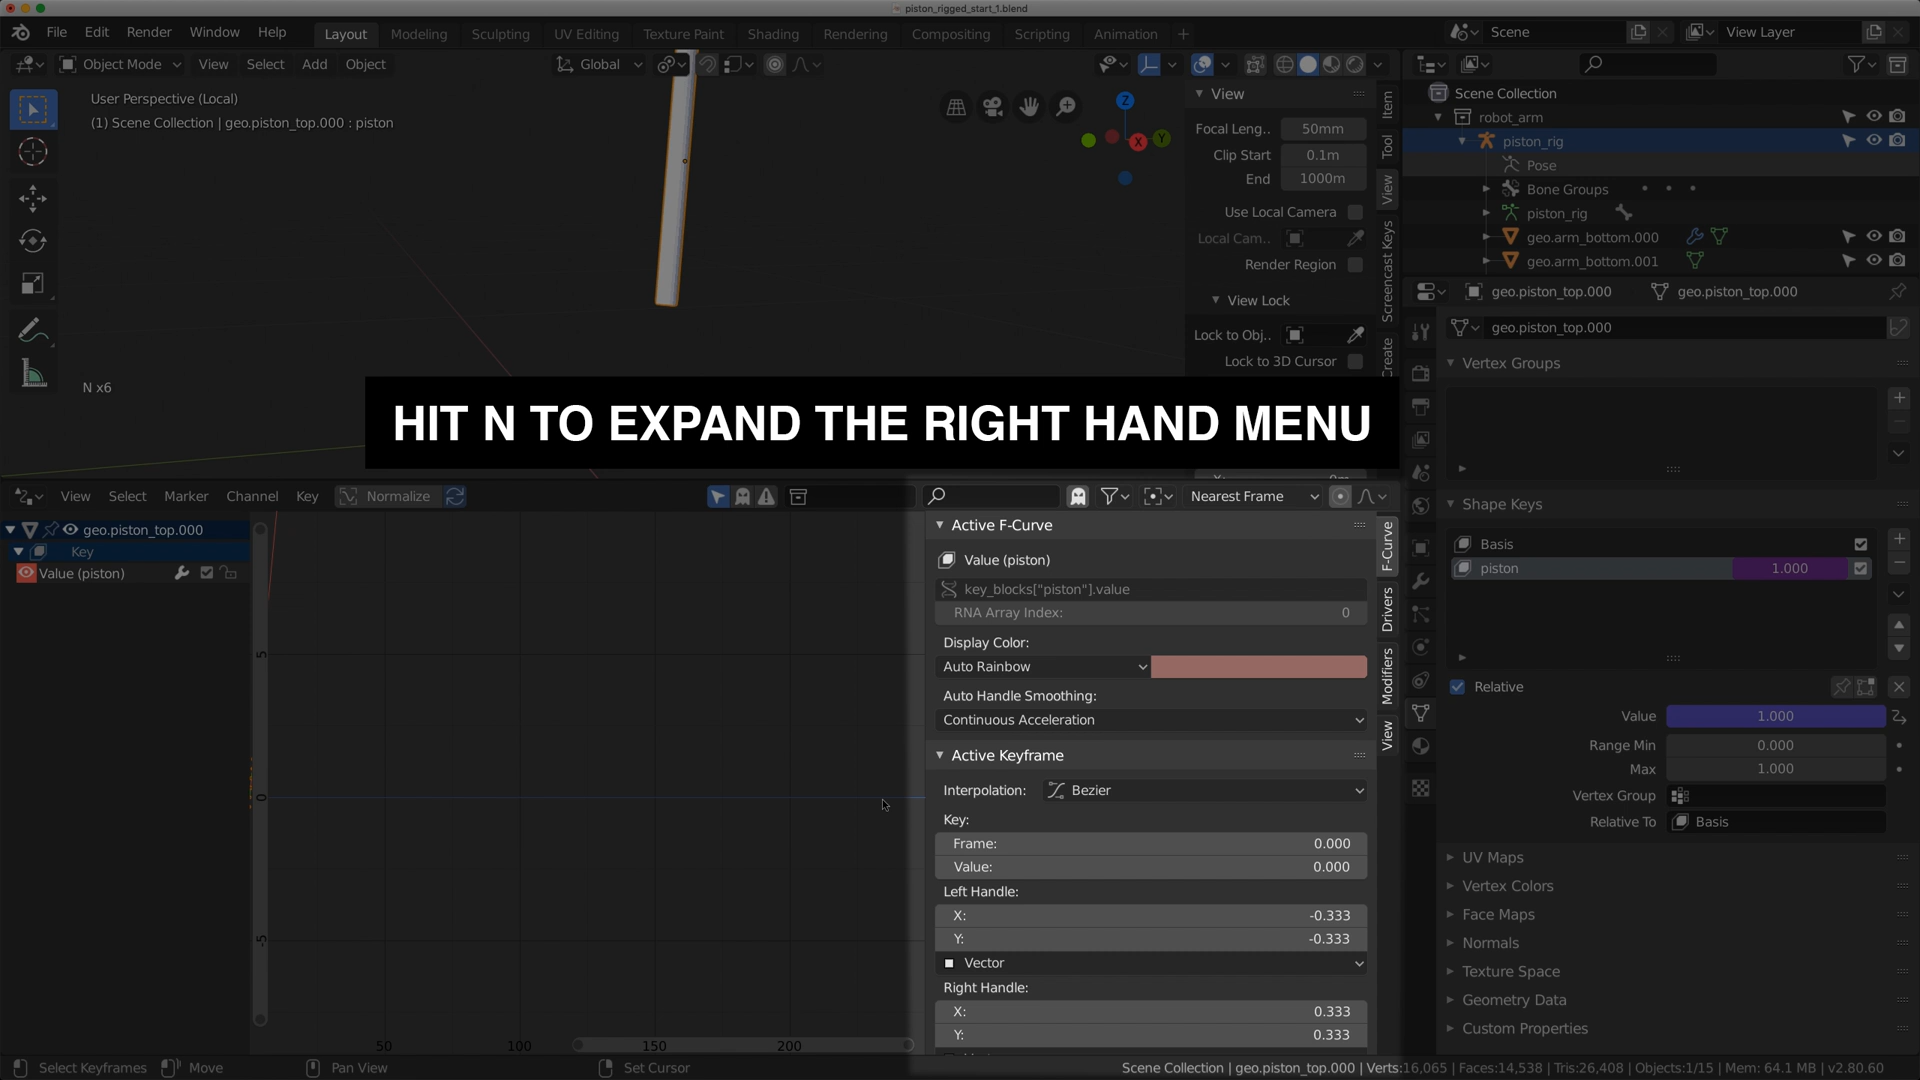 piston_rigged_start_1.blend
File Edit Render Window Help
Layout Modeling Sculpting UV Editing Texture Paint Shading Rendering Compositing Scripting Animation +
Scene
View Layer
Object Mode View Select Add Object
Global
User Perspective (Local)
(1) Scene Collection | geo.piston_top.000 : piston
Z
X
Y
N x6
View
Focal Leng.. 50mm
Clip Start 0.1m
End 1000m
Use Local Camera
Local Cam..
Render Region
View Lock
Lock to Obj..
Lock to 3D Cursor
Item
Tool
View
Screencast Keys
Create
HIT N TO EXPAND THE RIGHT HAND MENU
Scene Collection
robot_arm
piston_rig
Pose
Bone Groups
piston_rig
geo.arm_bottom.000
geo.arm_bottom.001
geo.piston_top.000 geo.piston_top.000
geo.piston_top.000
Vertex Groups
Shape Keys
Basis
piston 1.000
Relative
Value 1.000
Range Min 0.000
Max 1.000
Vertex Group
Relative To Basis
UV Maps
Vertex Colors
Face Maps
Normals
Texture Space
Geometry Data
Custom Properties
View Select Marker Channel Key Normalize
Nearest Frame
geo.piston_top.000
Key
Value (piston)
5
0
-5
50 100 150 200
Active F-Curve
Value (piston)
key_blocks["piston"].value
RNA Array Index: 0
Display Color:
Auto Rainbow
Auto Handle Smoothing:
Continuous Acceleration
Active Keyframe
Interpolation: Bezier
Key:
Frame: 0.000
Value: 0.000
Left Handle:
X: -0.333
Y: -0.333
Vector
Right Handle:
X: 0.333
Y: 0.333
F-Curve
Drivers
Modifiers
View
Select Keyframes Move Pan View Set Cursor
Scene Collection | geo.piston_top.000 | Verts:16,065 | Faces:14,538 | Tris:26,408 | Objects:1/15 | Mem: 64.1 MB | v2.80.60